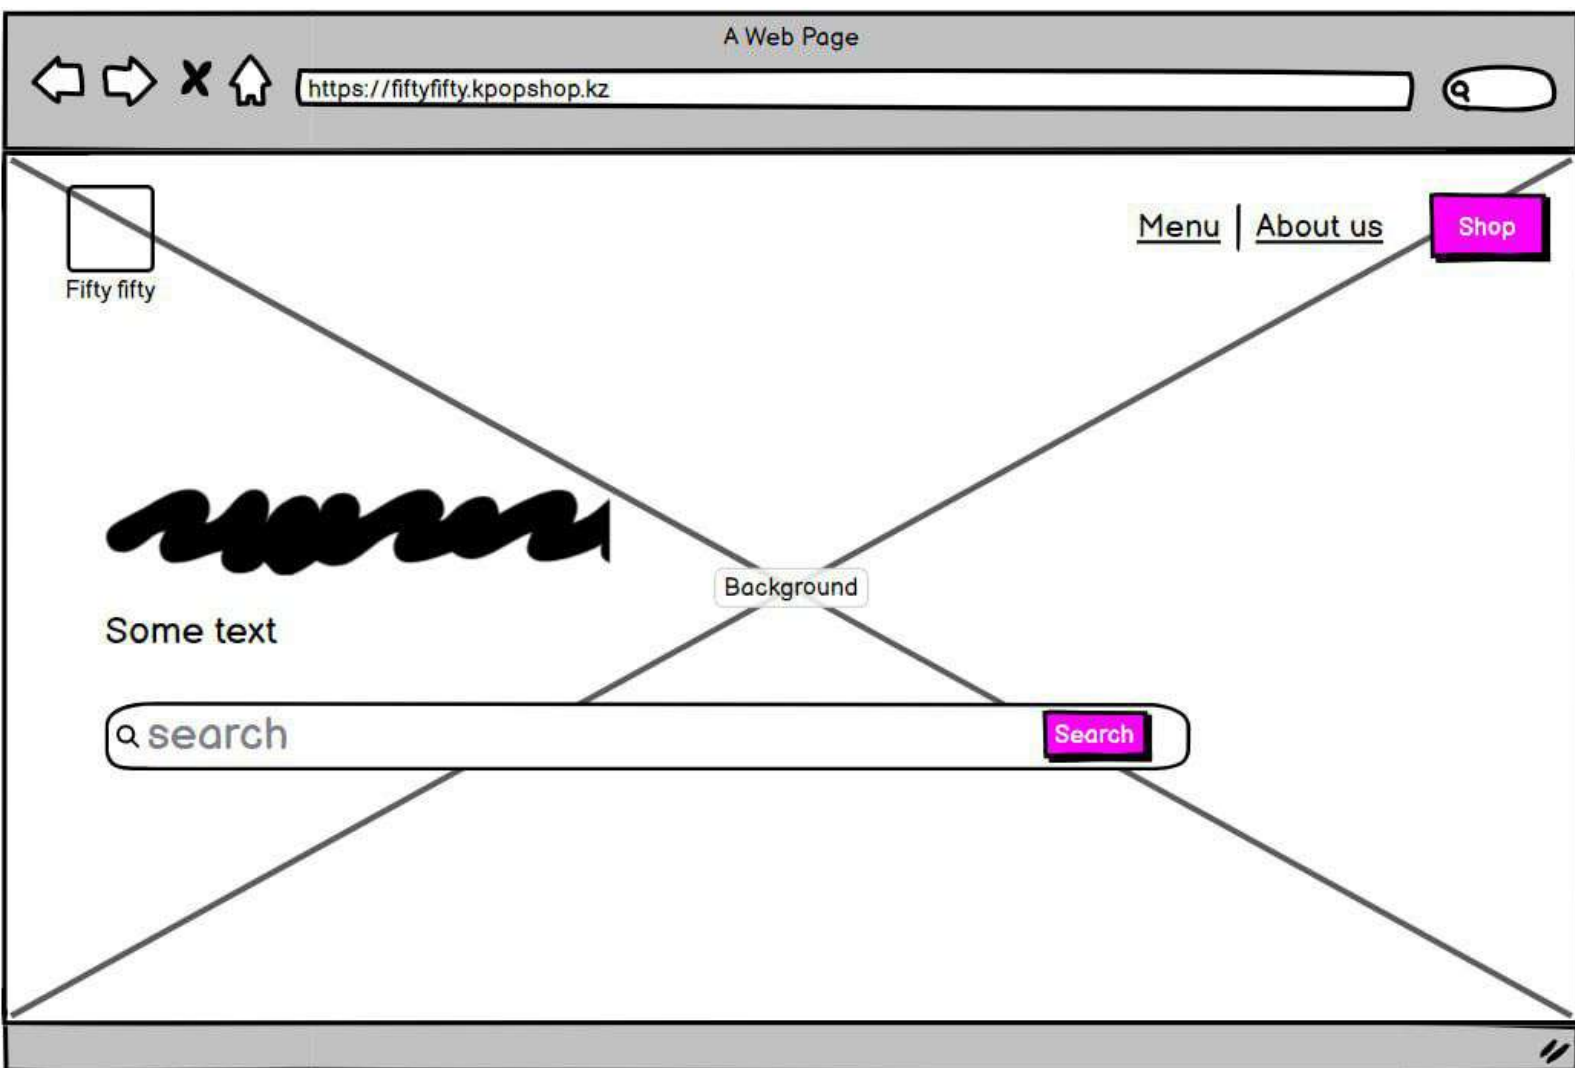 A Web Page
https://fiftyfifty.kpopshop.kz
Menu | About us
Shop
Fifty fifty
Background
Some text
search
Search